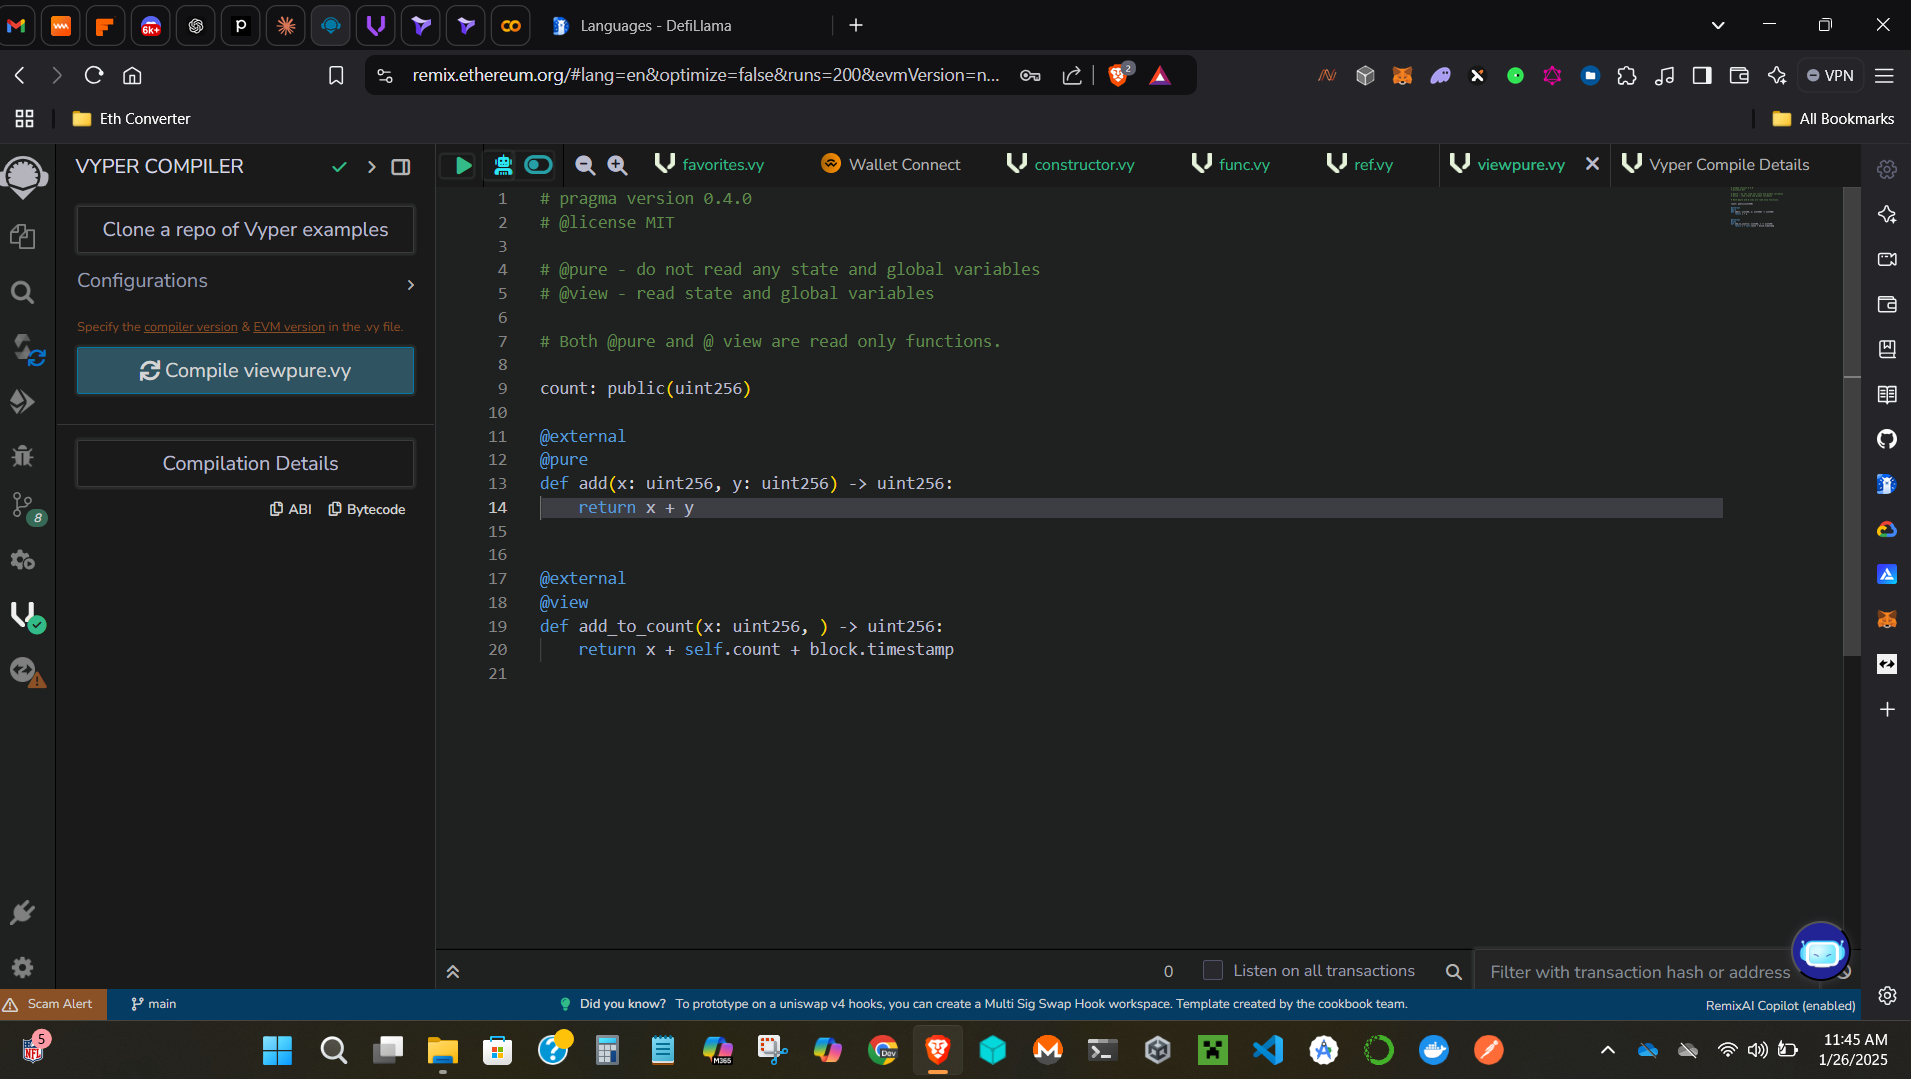 6k+
Languages - DefiLlama
remix.ethereum.org/#lang=en&optimize=false&runs=200&evmVersion=n...
2
VPN
Eth Converter
All Bookmarks
VYPER COMPILER
Clone a repo of Vyper examples
Configurations
Specify the compiler version & EVM version in the .vy file.
Compile viewpure.vy
Compilation Details
ABI
Bytecode
8
favorites.vy
Wallet Connect
constructor.vy
func.vy
ref.vy
viewpure.vy
Vyper Compile Details
1 # pragma version 0.4.0
2 # @license MIT
3
4 # @pure - do not read any state and global variables
5 # @view - read state and global variables
6
7 # Both @pure and @ view are read only functions.
8
9 count: public(uint256)
10
11 @external
12 @pure
13 def add(x: uint256, y: uint256) -> uint256:
14     return x + y
15
16
17 @external
18 @view
19 def add_to_count(x: uint256, ) -> uint256:
20     return x + self.count + block.timestamp
21
0
Listen on all transactions
Filter with transaction hash or address
Scam Alert
main
Did you know? To prototype on a uniswap v4 hooks, you can create a Multi Sig Swap Hook workspace. Template created by the cookbook team.
RemixAI Copilot (enabled)
5
NFL
M365
Dev
11:45 AM
1/26/2025